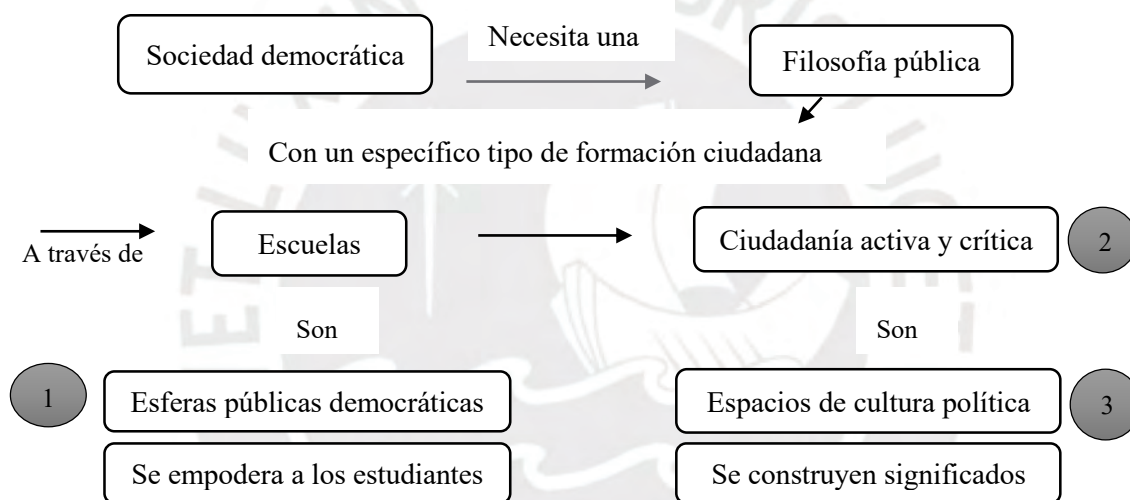 Sociedad democrática
Necesita una
Filosofía pública
Con un específico tipo de formación ciudadana
A través de
Escuelas
Ciudadanía activa y crítica
2
Son
Son
1
Esferas públicas democráticas
Espacios de cultura política
3
Se empodera a los estudiantes
Se construyen significados